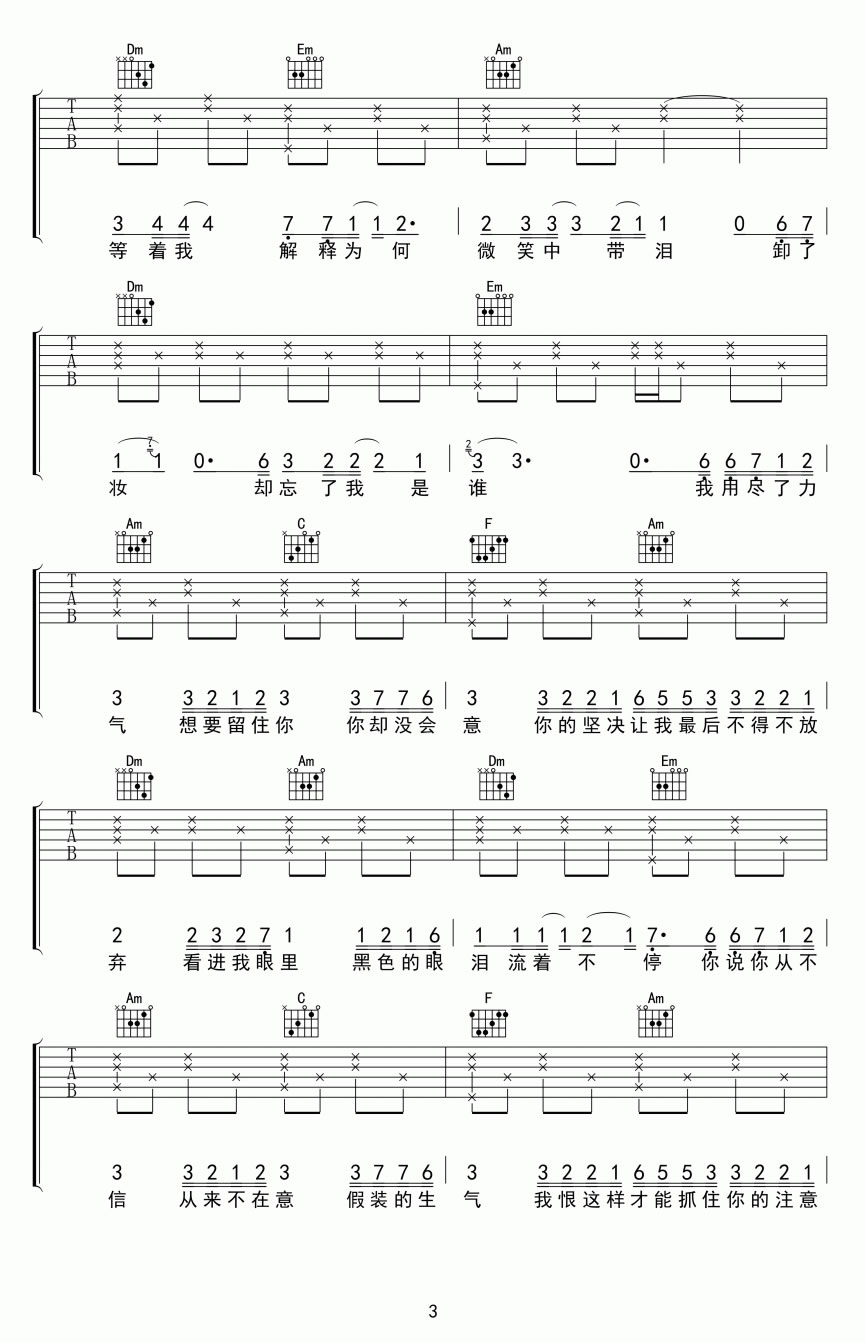 Dm Em Am
T
A
B
3 4 4 4 7 7 1 1 2· 2 3 3 3 2 1 1 0 6 7
等着我 解释为何 微笑中 带泪 卸了
Dm Em
T
A
B
7 2
1 1 0· 6 3 2 2 2 1 3 3· 0· 6 6 7 1 2
妆 却忘了我是 谁 我用尽了力
Am C F Am
T
A
B
3 3 2 1 2 3 3 7 7 6 3 3 2 2 1 6 5 5 3 3 2 2 1
气 想要留住你 你却没会 意 你的坚决让我最后不得不放
Dm Am Dm Em
T
A
B
2 2 3 2 7 1 1 2 1 6 1 1 1 1 2 1 7· 6 6 7 1 2
弃 看进我眼里 黑色的眼 泪 流着 不 停 你说你从不
Am C F Am
T
A
B
3 3 2 1 2 3 3 7 7 6 3 3 2 2 1 6 5 5 3 3 2 2 1
信 从来不在意 假装的生 气 我恨这样才能抓住你的注意
3